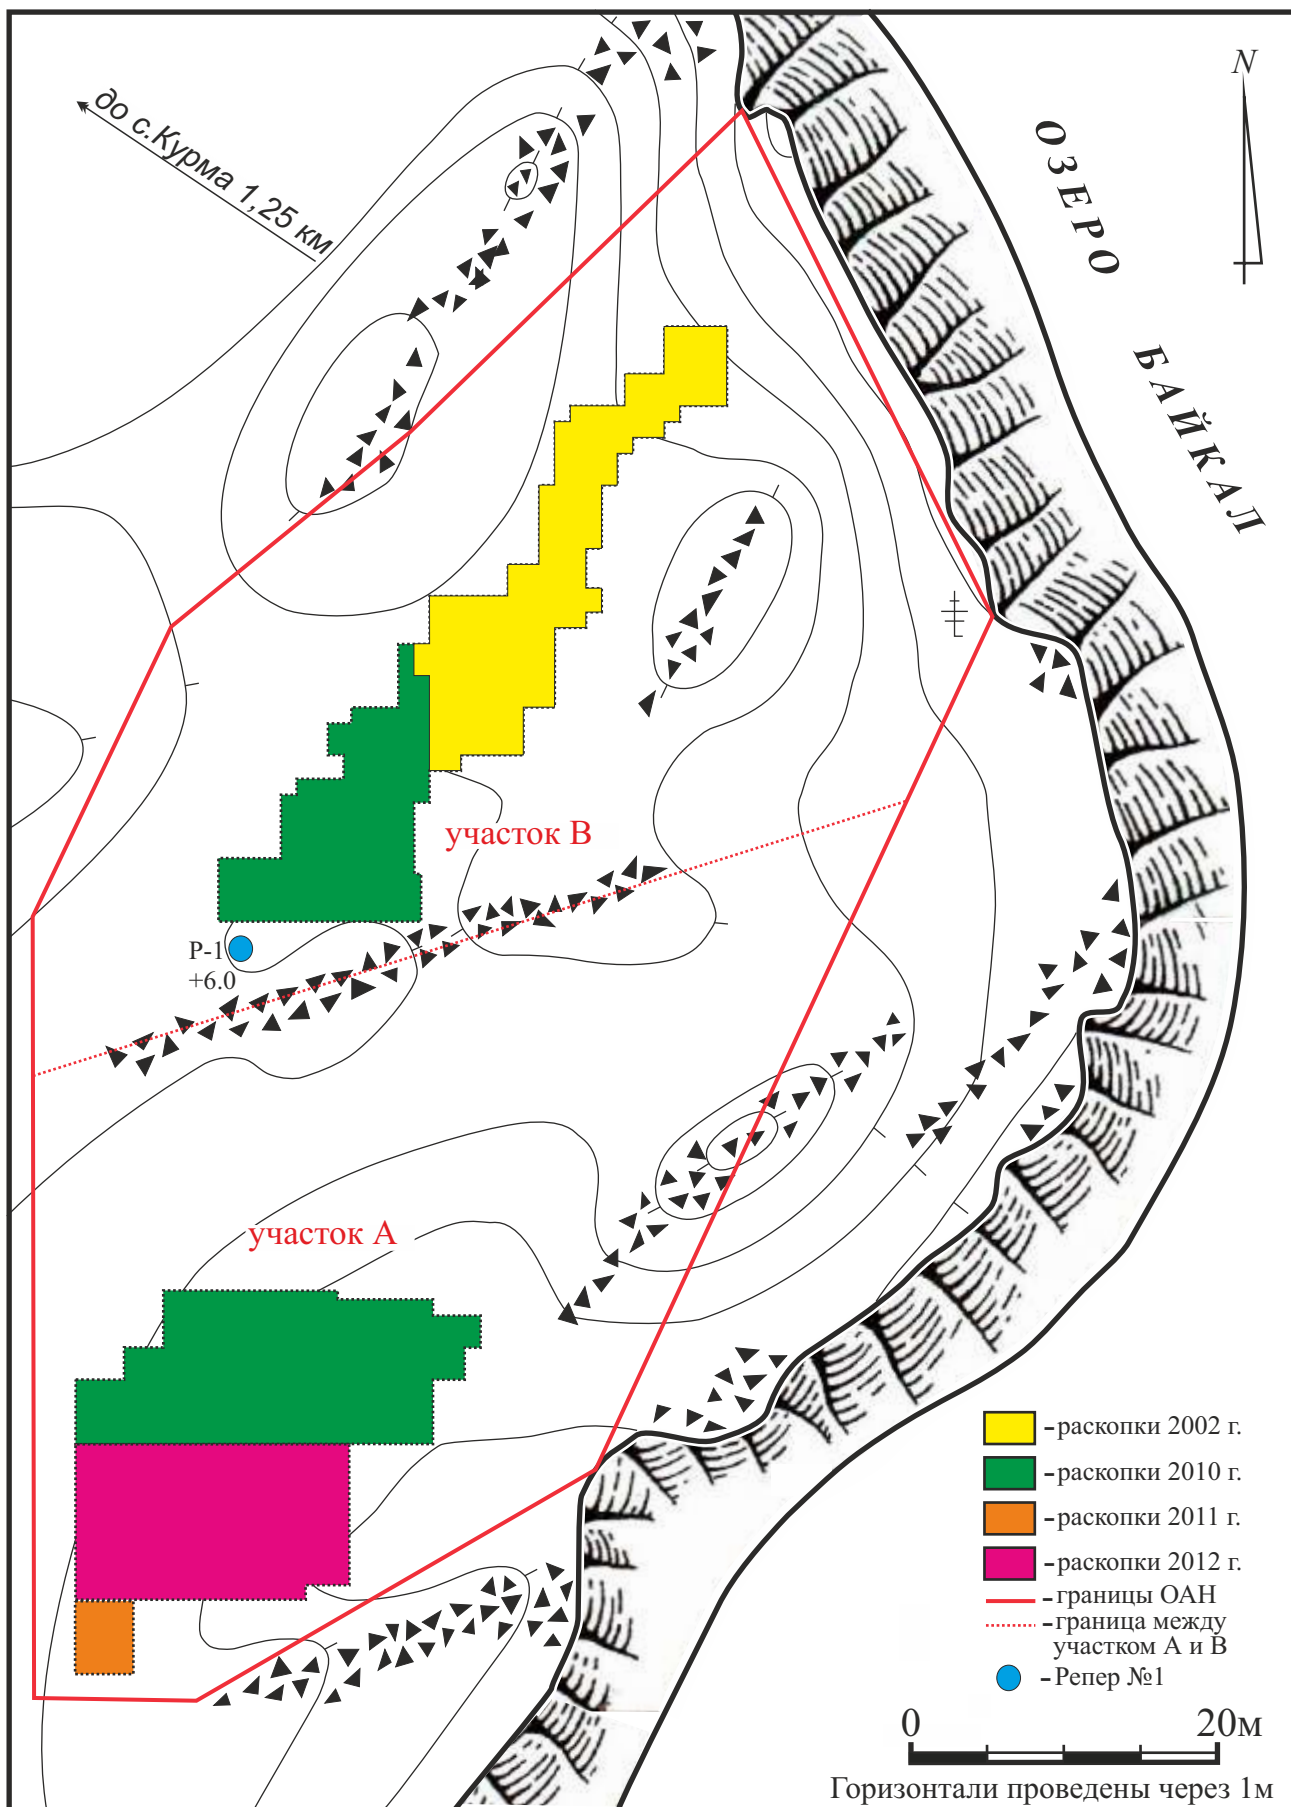 N
до с.Курма 1,25 км
ОЗЕРО
БАЙКАЛ
участок В
Р-1
+6.0
участок А
-раскопки 2002 г.
-раскопки 2010 г.
-раскопки 2011 г.
-раскопки 2012 г.
-границы ОАН
-граница между
участком А и В
-Репер №1
0 20м
Горизонтали проведены через 1м